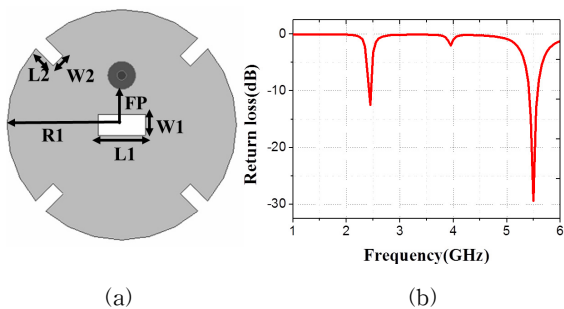 L2
W2
FP
R1
W1
L1
(a)
Return loss(dB)
0
-10
-20
-30
1
2
3
4
5
6
Frequency(GHz)
(b)